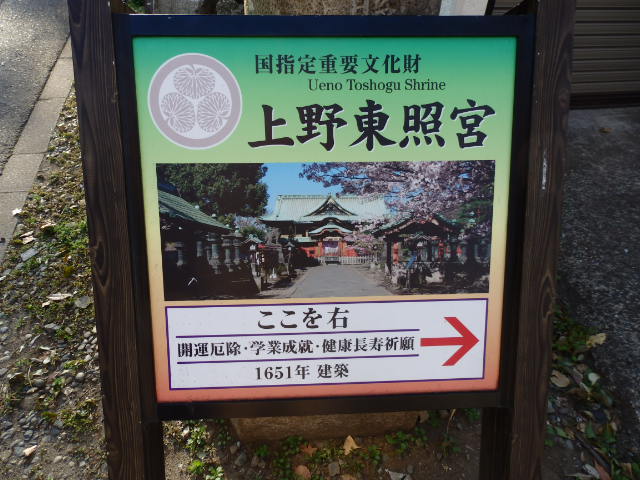 国指定重要文化財
Ueno Toshogu Shrine
上野東照宮
ここを右
開運厄除・学業成就・健康長寿祈願
1651年 建築